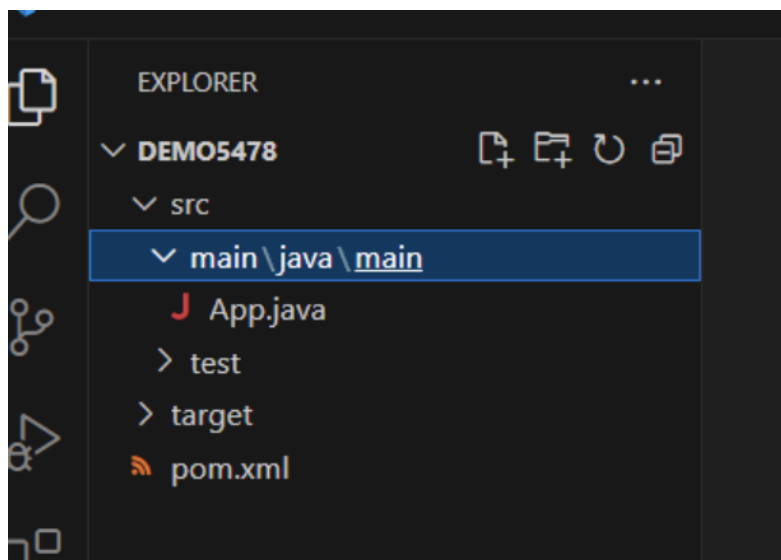 EXPLORER
DEMO5478
src
main\java\main
App.java
test
target
pom.xml